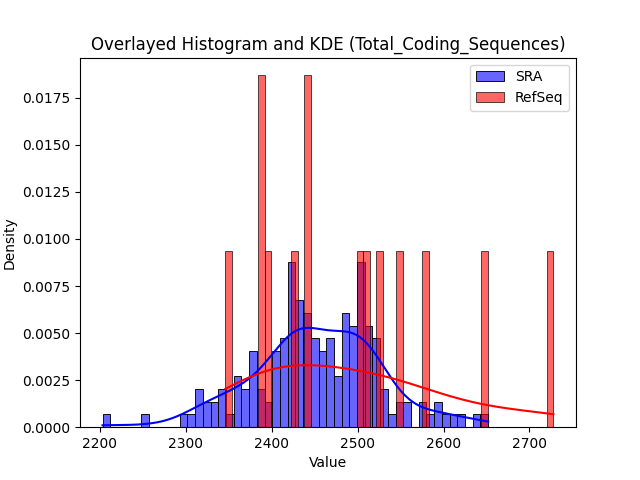 Overlayed Histogram and KDE (Total_Coding_Sequences)
SRA
RefSeq
0.0175
0.0150
0.0125
0.0100
0.0075
0.0050
0.0025
0.0000
Density
2200 2300 2400 2500 2600 2700
Value